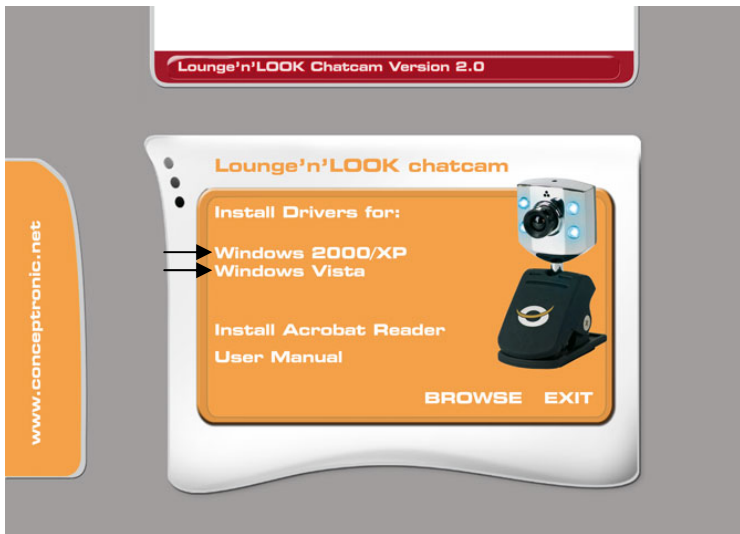 Lounge'n'LOOK Chatcam Version 2.0
www.conceptronic.net
Lounge'n'LOOK chatcam
Install Drivers for:
Windows 2000/XP
Windows Vista
Install Acrobat Reader
User Manual
BROWSE EXIT